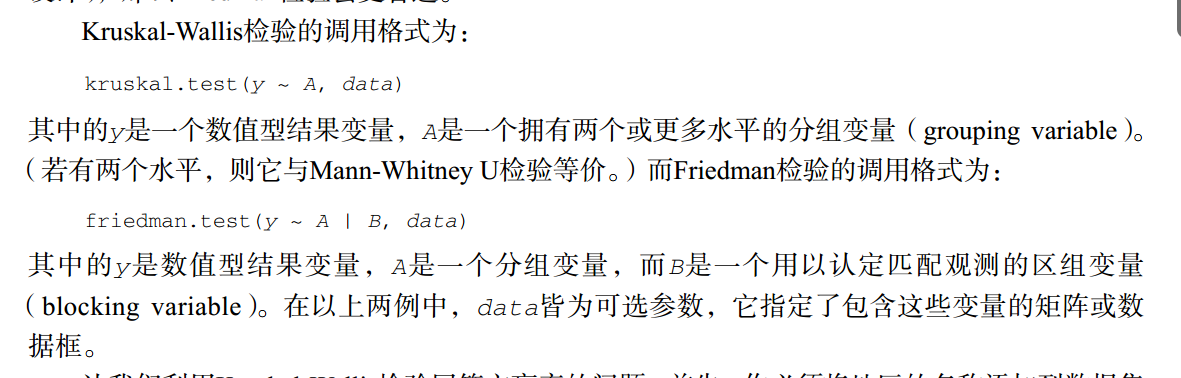 Kruskal-Wallis检验的调用格式为：
kruskal.test(y ~ A, data)
其中的y是一个数值型结果变量，A是一个拥有两个或更多水平的分组变量（grouping variable）。
（若有两个水平，则它与Mann-Whitney U检验等价。）而Friedman检验的调用格式为：
friedman.test(y ~ A | B, data)
其中的y是数值型结果变量，A是一个分组变量，而B是一个用以认定匹配观测的区组变量
（blocking variable）。在以上两例中，data皆为可选参数，它指定了包含这些变量的矩阵或数
据框。